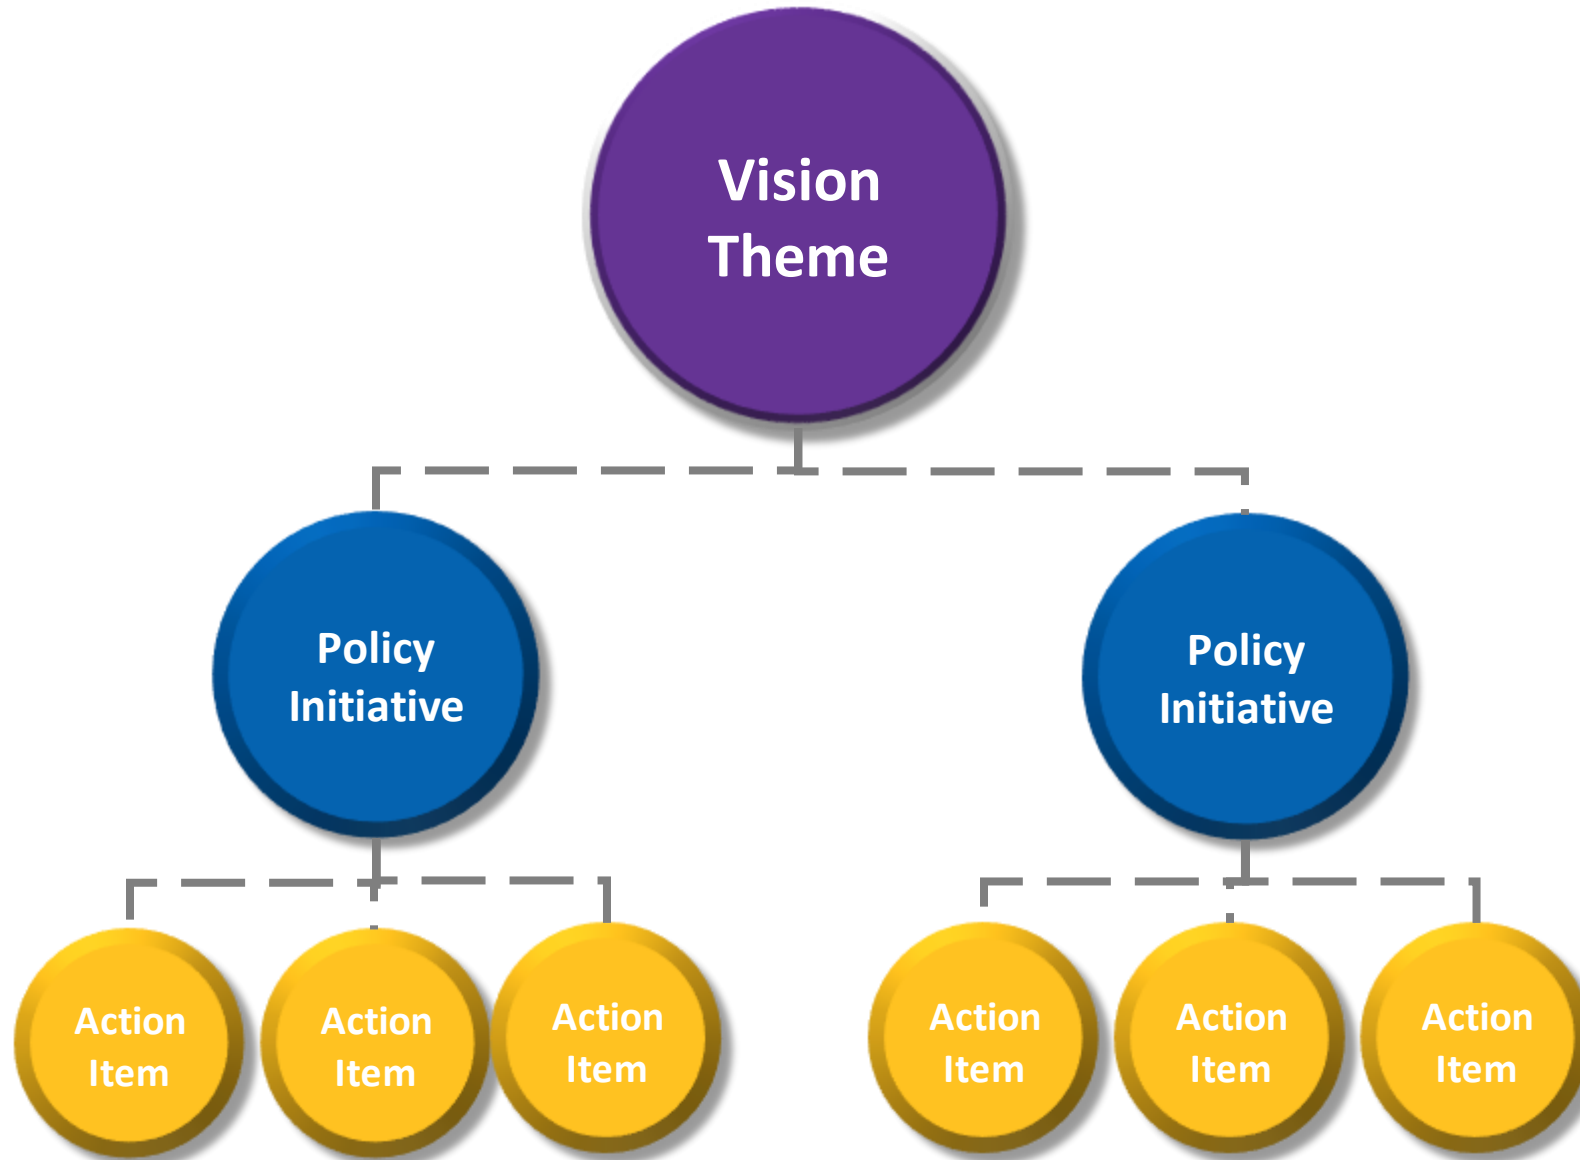 Vision
Theme
Policy
Initiative
Policy
Initiative
Action
Item
Action
Item
Action
Item
Action
Item
Action
Item
Action
Item